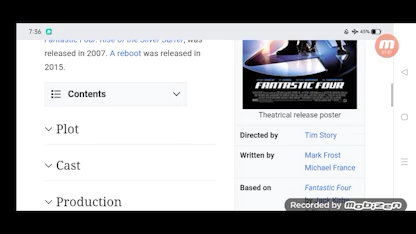 7:36
45%
Fantastic Four: Rise of the Silver Surfer, was
released in 2007. A reboot was released in
2015.
Contents
Plot
Cast
Production
FANTASTIC FOUR
Theatrical release poster
Directed by Tim Story
Written by Mark Frost
Michael France
Based on Fantastic Four
Recorded by Mobizen